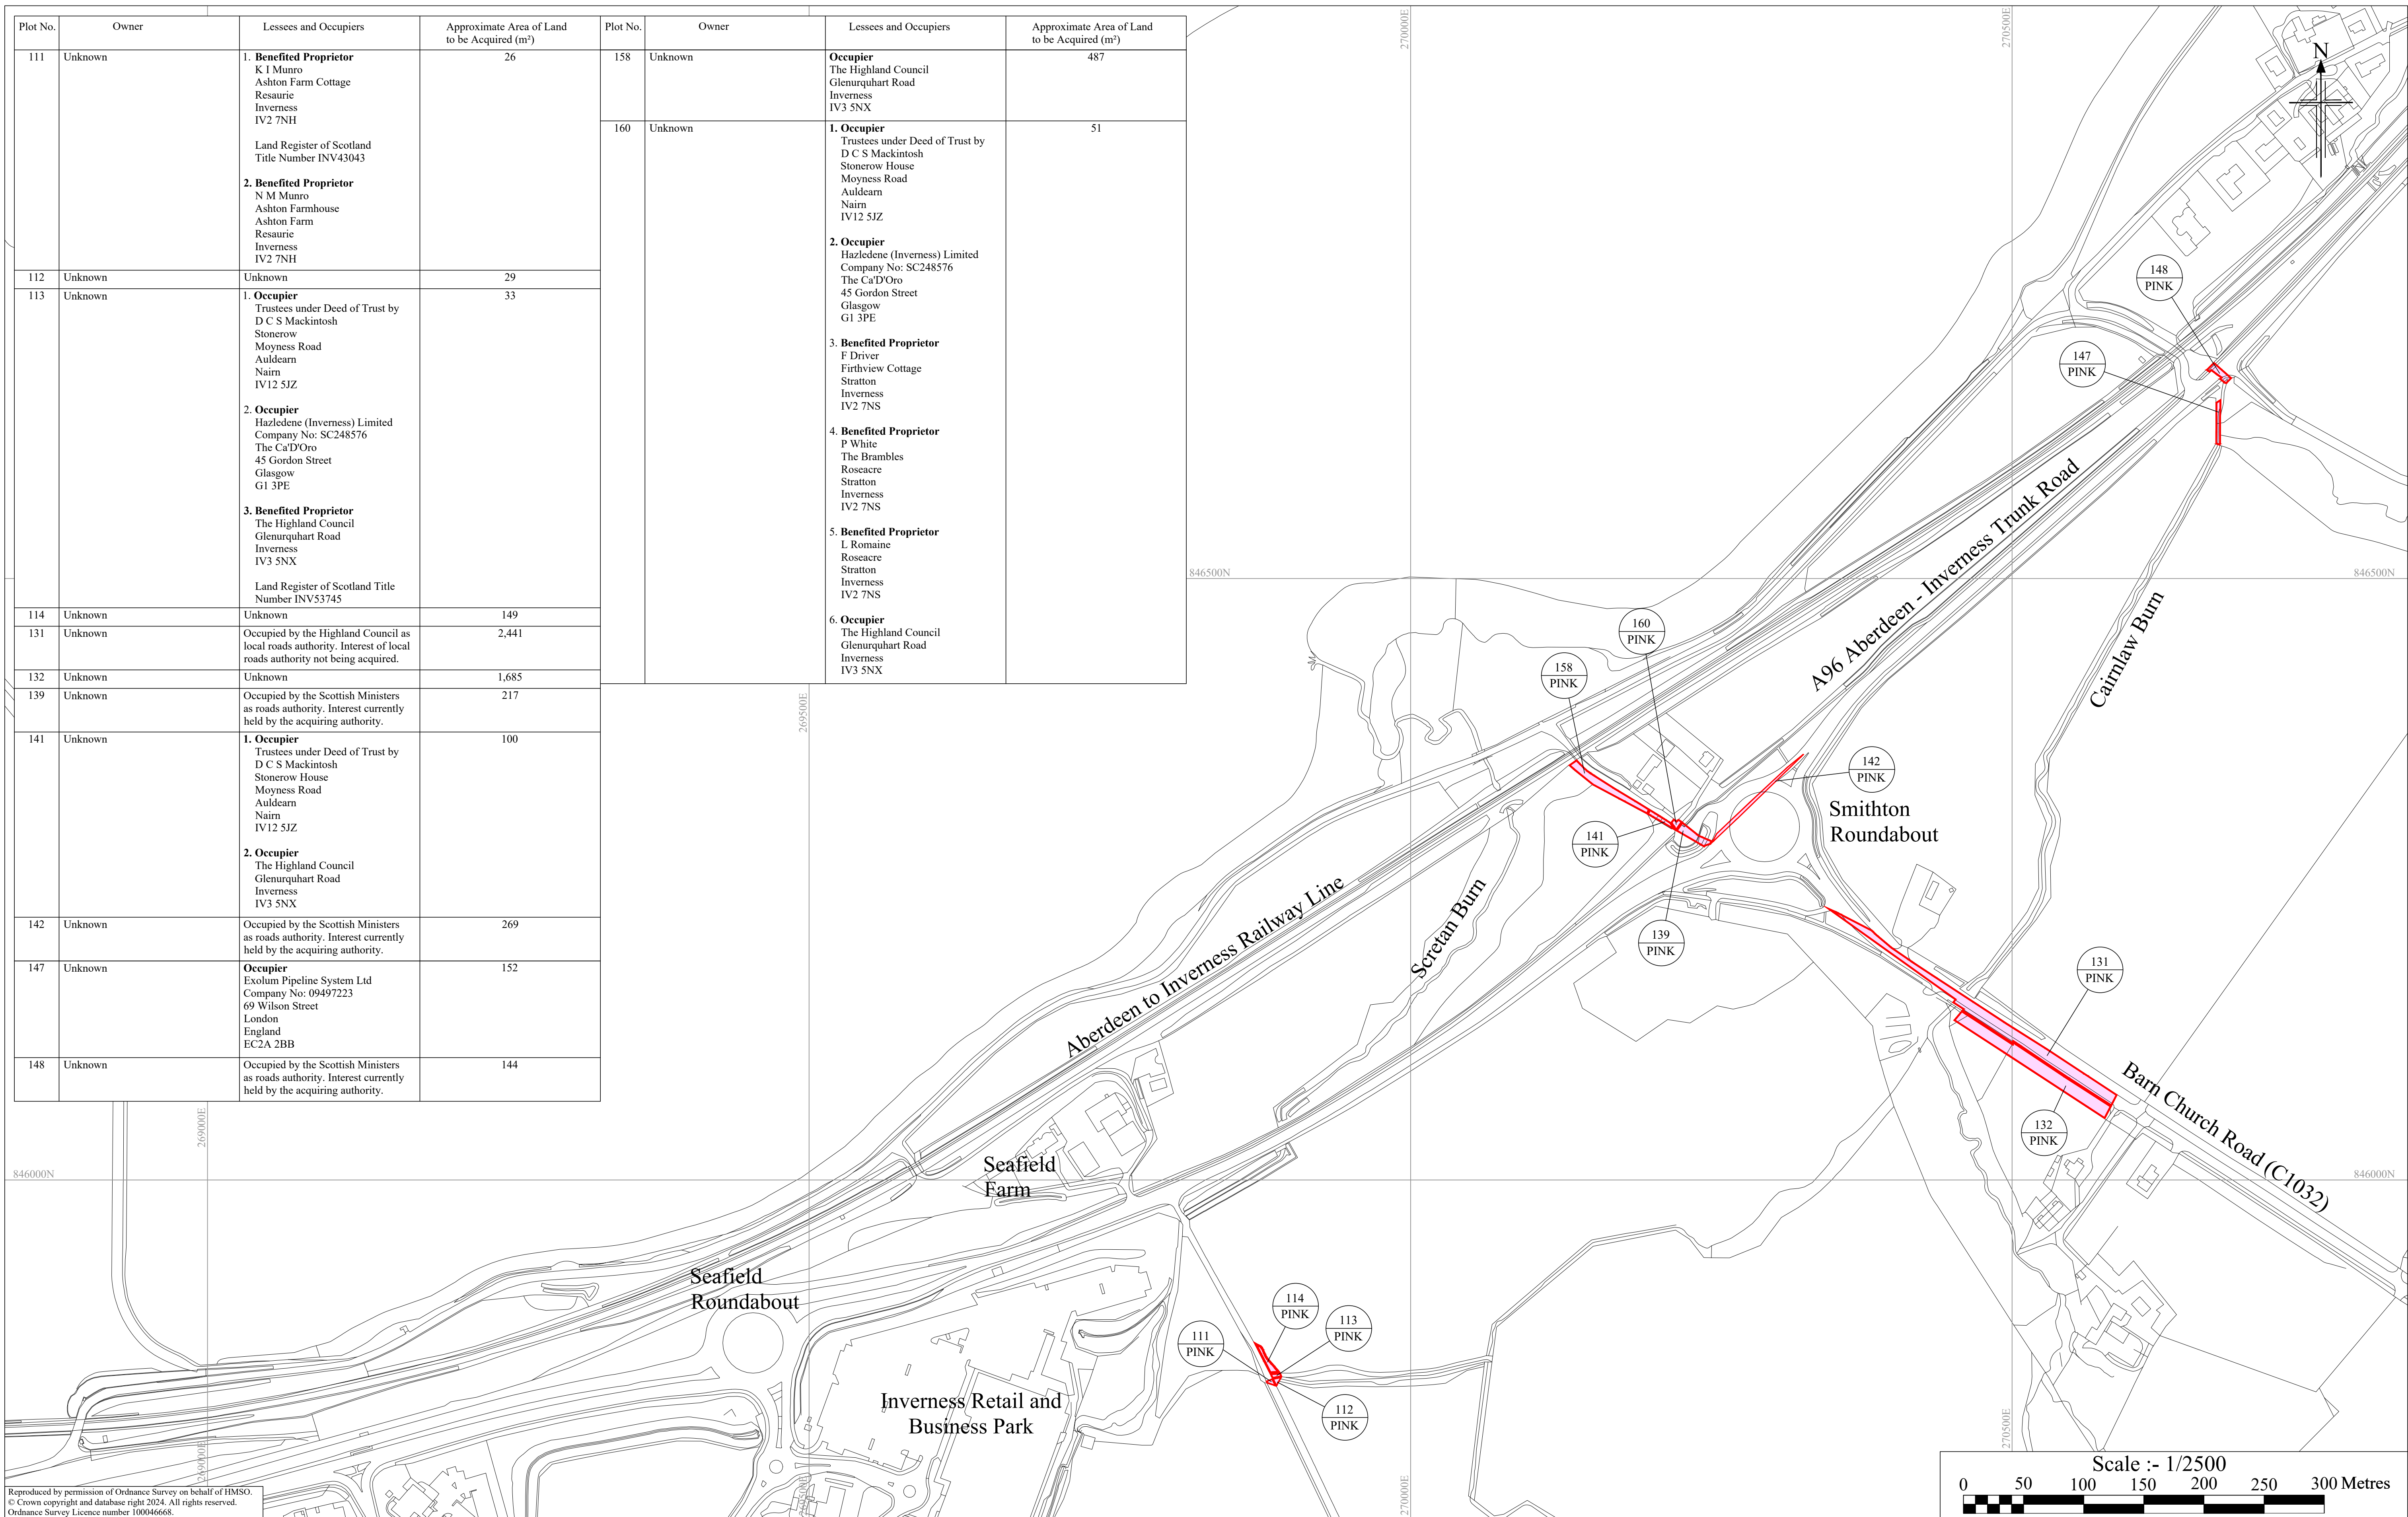 Plot No.
Owner
Lessees and Occupiers
Approximate Area of Land
to be Acquired (m²)
111
Unknown
1. Benefited Proprietor
K I Munro
Ashton Farm Cottage
Resaurie
Inverness
IV2 7NH
Land Register of Scotland
Title Number INV43043
2. Benefited Proprietor
N M Munro
Ashton Farmhouse
Ashton Farm
Resaurie
Inverness
IV2 7NH
26
112
Unknown
Unknown
29
113
Unknown
1. Occupier
Trustees under Deed of Trust by
D C S Mackintosh
Stonerow
Moyness Road
Auldearn
Nairn
IV12 5JZ
2. Occupier
Hazledene (Inverness) Limited
Company No: SC248576
The Ca'D'Oro
45 Gordon Street
Glasgow
G1 3PE
3. Benefited Proprietor
The Highland Council
Glenurquhart Road
Inverness
IV3 5NX
Land Register of Scotland Title
Number INV53745
33
114
Unknown
Unknown
149
131
Unknown
Occupied by the Highland Council as
local roads authority. Interest of local
roads authority not being acquired.
2,441
132
Unknown
Unknown
1,685
139
Unknown
Occupied by the Scottish Ministers
as roads authority. Interest currently
held by the acquiring authority.
217
141
Unknown
1. Occupier
Trustees under Deed of Trust by
D C S Mackintosh
Stonerow House
Moyness Road
Auldearn
Nairn
IV12 5JZ
2. Occupier
The Highland Council
Glenurquhart Road
Inverness
IV3 5NX
100
142
Unknown
Occupied by the Scottish Ministers
as roads authority. Interest currently
held by the acquiring authority.
269
147
Unknown
Occupier
Exolum Pipeline System Ltd
Company No: 09497223
69 Wilson Street
London
England
EC2A 2BB
152
148
Unknown
Occupied by the Scottish Ministers
as roads authority. Interest currently
held by the acquiring authority.
144
Plot No.
Owner
Lessees and Occupiers
Approximate Area of Land
to be Acquired (m²)
158
Unknown
Occupier
The Highland Council
Glenurquhart Road
Inverness
IV3 5NX
487
160
Unknown
1. Occupier
Trustees under Deed of Trust by
D C S Mackintosh
Stonerow House
Moyness Road
Auldearn
Nairn
IV12 5JZ
2. Occupier
Hazledene (Inverness) Limited
Company No: SC248576
The Ca'D'Oro
45 Gordon Street
Glasgow
G1 3PE
3. Benefited Proprietor
F Driver
Firthview Cottage
Stratton
Inverness
IV2 7NS
4. Benefited Proprietor
P White
The Brambles
Roseacre
Stratton
Inverness
IV2 7NS
5. Benefited Proprietor
L Romaine
Roseacre
Stratton
Inverness
IV2 7NS
6. Occupier
The Highland Council
Glenurquhart Road
Inverness
IV3 5NX
51
270000E
270500E
N
148
PINK
147
PINK
A96 Aberdeen - Inverness Trunk Road
846500N
846500N
Cairnlaw Burn
160
PINK
158
PINK
269500E
142
PINK
Smithton
Roundabout
141
PINK
139
PINK
Aberdeen to Inverness Railway Line
Scretan Burn
131
PINK
132
PINK
Barn Church Road (C1032)
269000E
846000N
846000N
Seafield
Farm
Seafield
Roundabout
114
PINK
113
PINK
111
PINK
112
PINK
Inverness Retail and
Business Park
269000E
269500E
270000E
270500E
Scale :- 1/2500
0 50 100 150 200 250 300 Metres
Reproduced by permission of Ordnance Survey on behalf of HMSO.
© Crown copyright and database right 2024. All rights reserved.
Ordnance Survey Licence number 100046668.